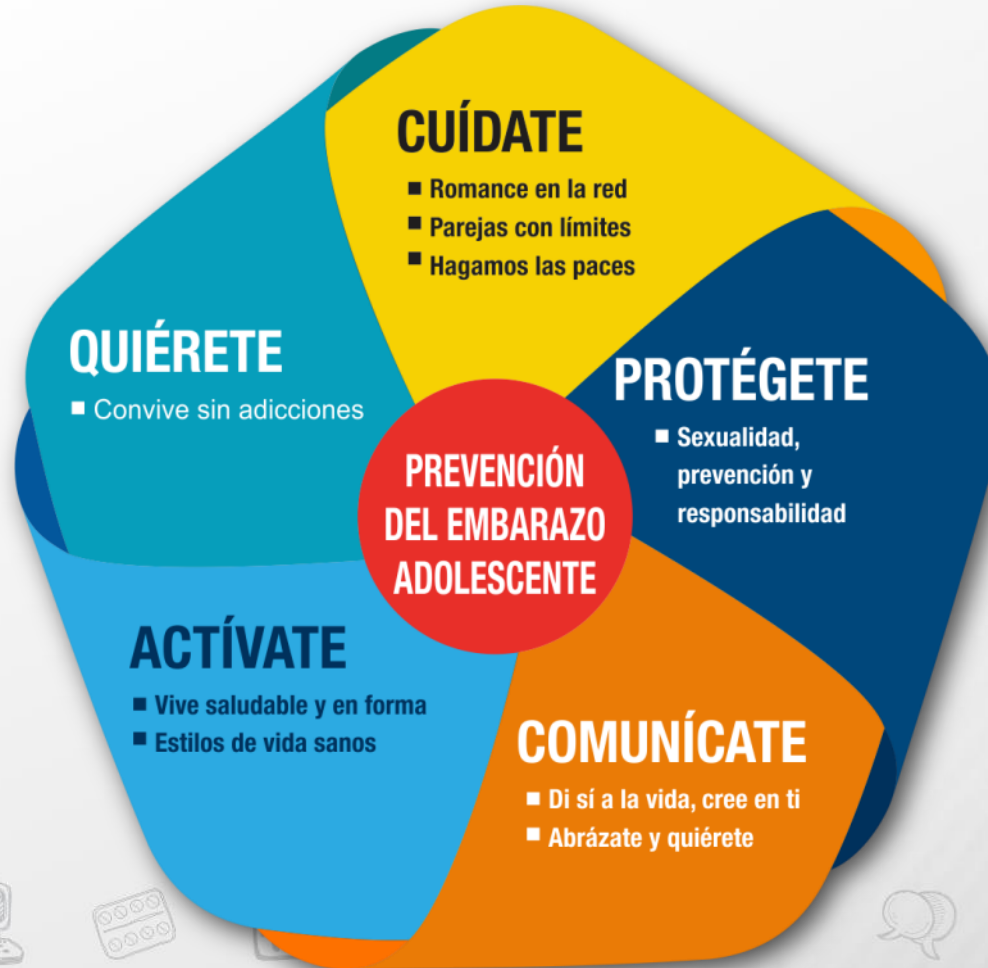 CUÍDATE
■ Romance en la red
■ Parejas con límites
■ Hagamos las paces
QUIÉRETE
■ Convive sin adicciones
PROTÉGETE
■ Sexualidad,
prevención y
responsabilidad
PREVENCIÓN
DEL EMBARAZO
ADOLESCENTE
ACTÍVATE
■ Vive saludable y en forma
■ Estilos de vida sanos
COMUNÍCATE
■ Di sí a la vida, cree en ti
■ Abrázate y quiérete